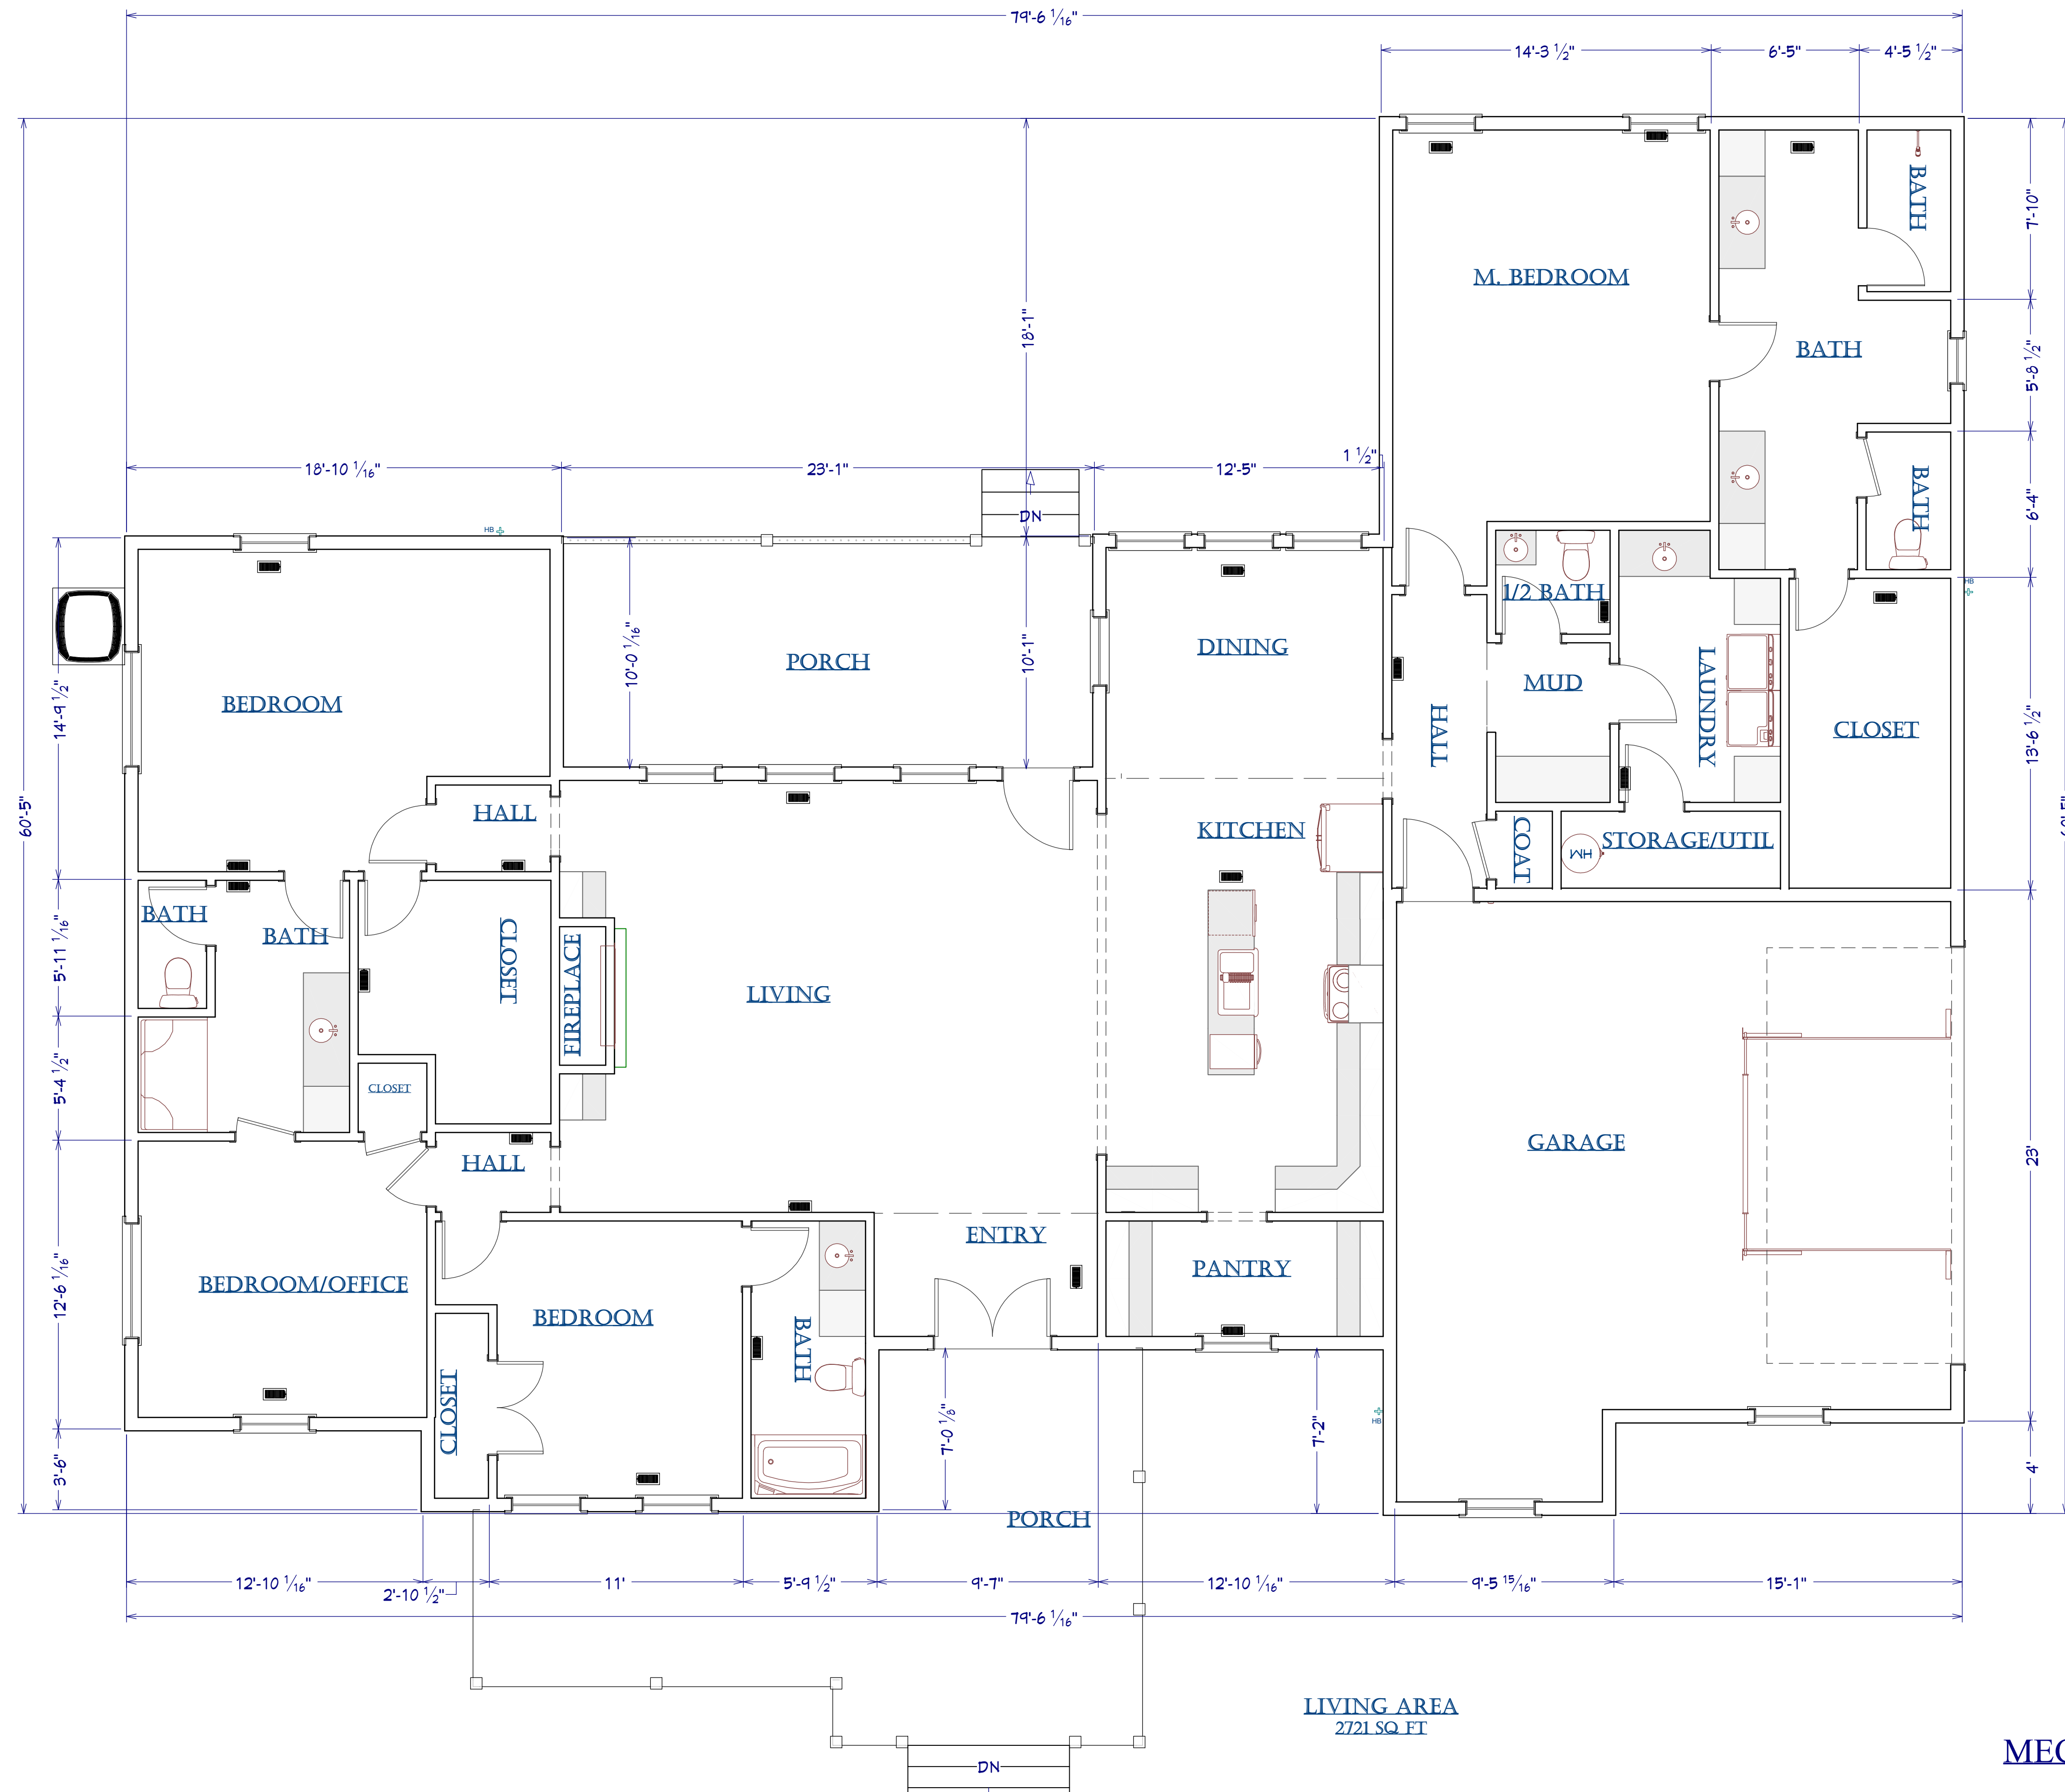 79'-6 1/16"
14'-3 1/2"
6'-5"
4'-5 1/2"
BATH
7'-10"
M. BEDROOM
18'-1"
BATH
5'-8 1/2"
18'-10 1/16"
23'-1"
12'-5"
1 1/2"
BATH
6'-4"
DN
HB
HB
1/2 BATH
10'-0 1/16"
10'-1"
PORCH
DINING
BEDROOM
14'-9 1/2"
MUD
HALL
LAUNDRY
CLOSET
13'-6 1/2"
60'-5"
HALL
KITCHEN
COAT
WH
STORAGE/UTIL
BATH
BATH
5'-11 1/16"
CLOSET
FIREPLACE
LIVING
5'-4 1/2"
CLOSET
GARAGE
23'
HALL
ENTRY
PANTRY
BEDROOM/OFFICE
12'-6 1/16"
BEDROOM
BATH
CLOSET
7'-0 1/8"
7'-2"
HB
3'-6"
4'
PORCH
12'-10 1/16"
2'-10 1/2"
11'
5'-9 1/2"
9'-7"
12'-10 1/16"
9'-5 15/16"
15'-1"
79'-6 1/16"
LIVING AREA
2721 SQ FT
DN